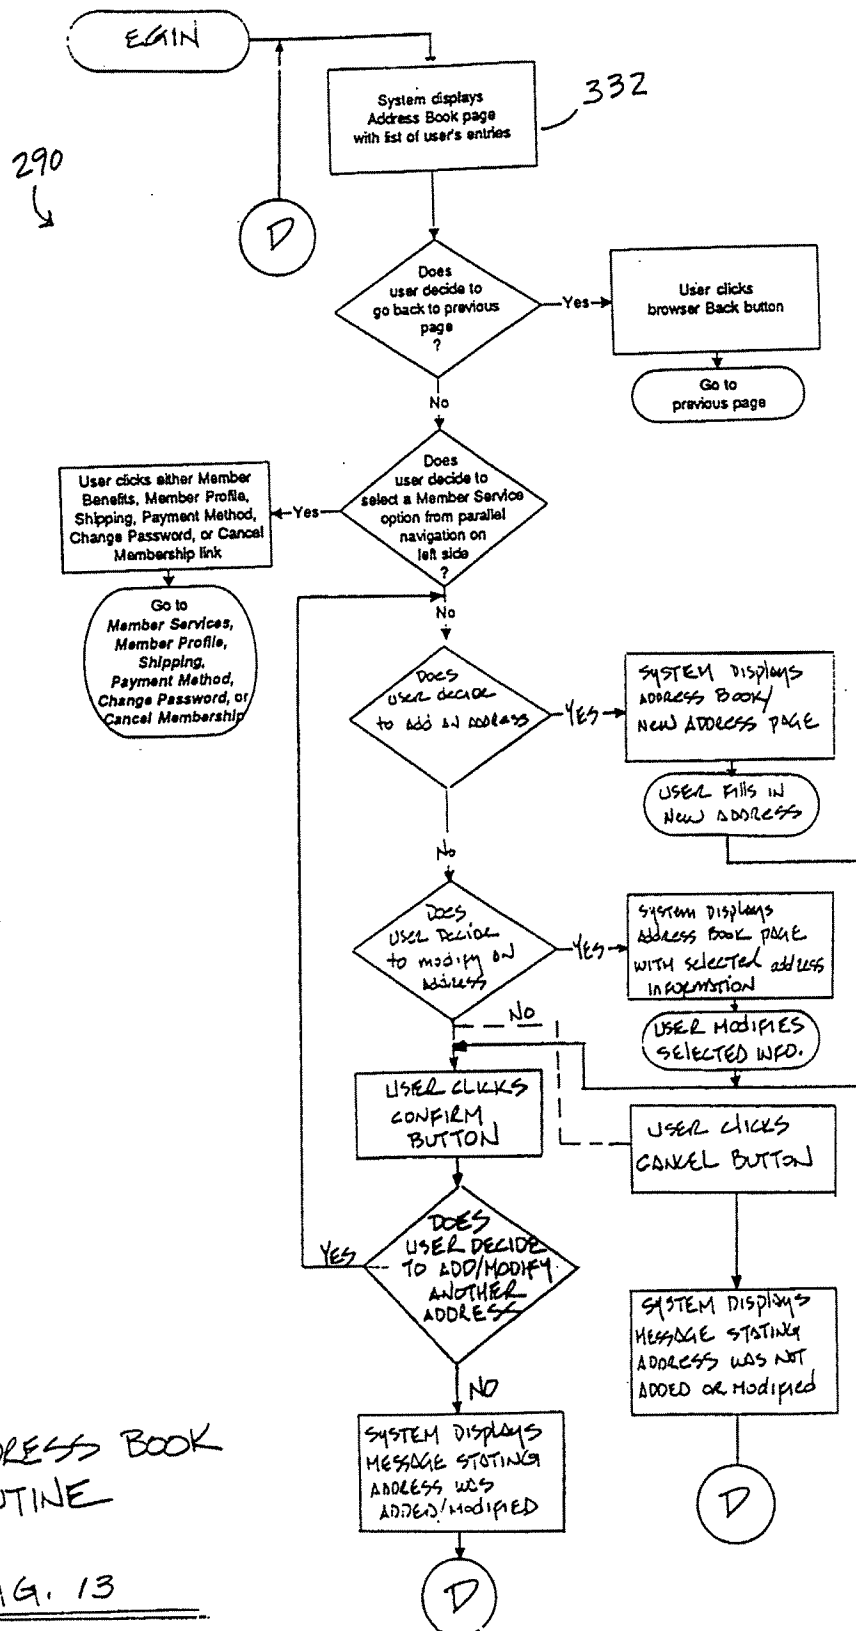 EGIN
System displays
Address Book page
with list of user's entries
332
290
D
Does
user decide to
go back to previous
page
?
Yes
User clicks
browser Back button
Go to
previous page
No
Does
user decide to
select a Member Service
option from parallel
navigation on
left side
?
Yes
User clicks either Member
Benefits, Member Profile,
Shipping, Payment Method,
Change Password, or Cancel
Membership link
Go to
Member Services,
Member Profile,
Shipping,
Payment Method,
Change Password, or
Cancel Membership
No
DOES
USER DECIDE
to ADD AN ADDRESS
YES
SYSTEM DISPLAYS
ADDRESS BOOK/
NEW ADDRESS PAGE
USER FILLS IN
NEW ADDRESS
No
DOES
USER DECIDE
to modify AN
ADDRESS
YES
SYSTEM DISPLAYS
ADDRESS BOOK PAGE
WITH SELECTED address
INFORMATION
USER MODIFIES
SELECTED INFO.
NO
USER CLICKS
CONFIRM
BUTTON
USER CLICKS
CANCEL BUTTON
DOES
USER DECIDE
TO ADD/MODIFY
ANOTHER
ADDRESS
YES
NO
SYSTEM DISPLAYS
MESSAGE STATING
ADDRESS WAS NOT
ADDED OR MODIFIED
SYSTEM DISPLAYS
MESSAGE STATING
ADDRESS WAS
ADDED/MODIFIED
D
D
DRESS BOOK
UTINE
IG. 13